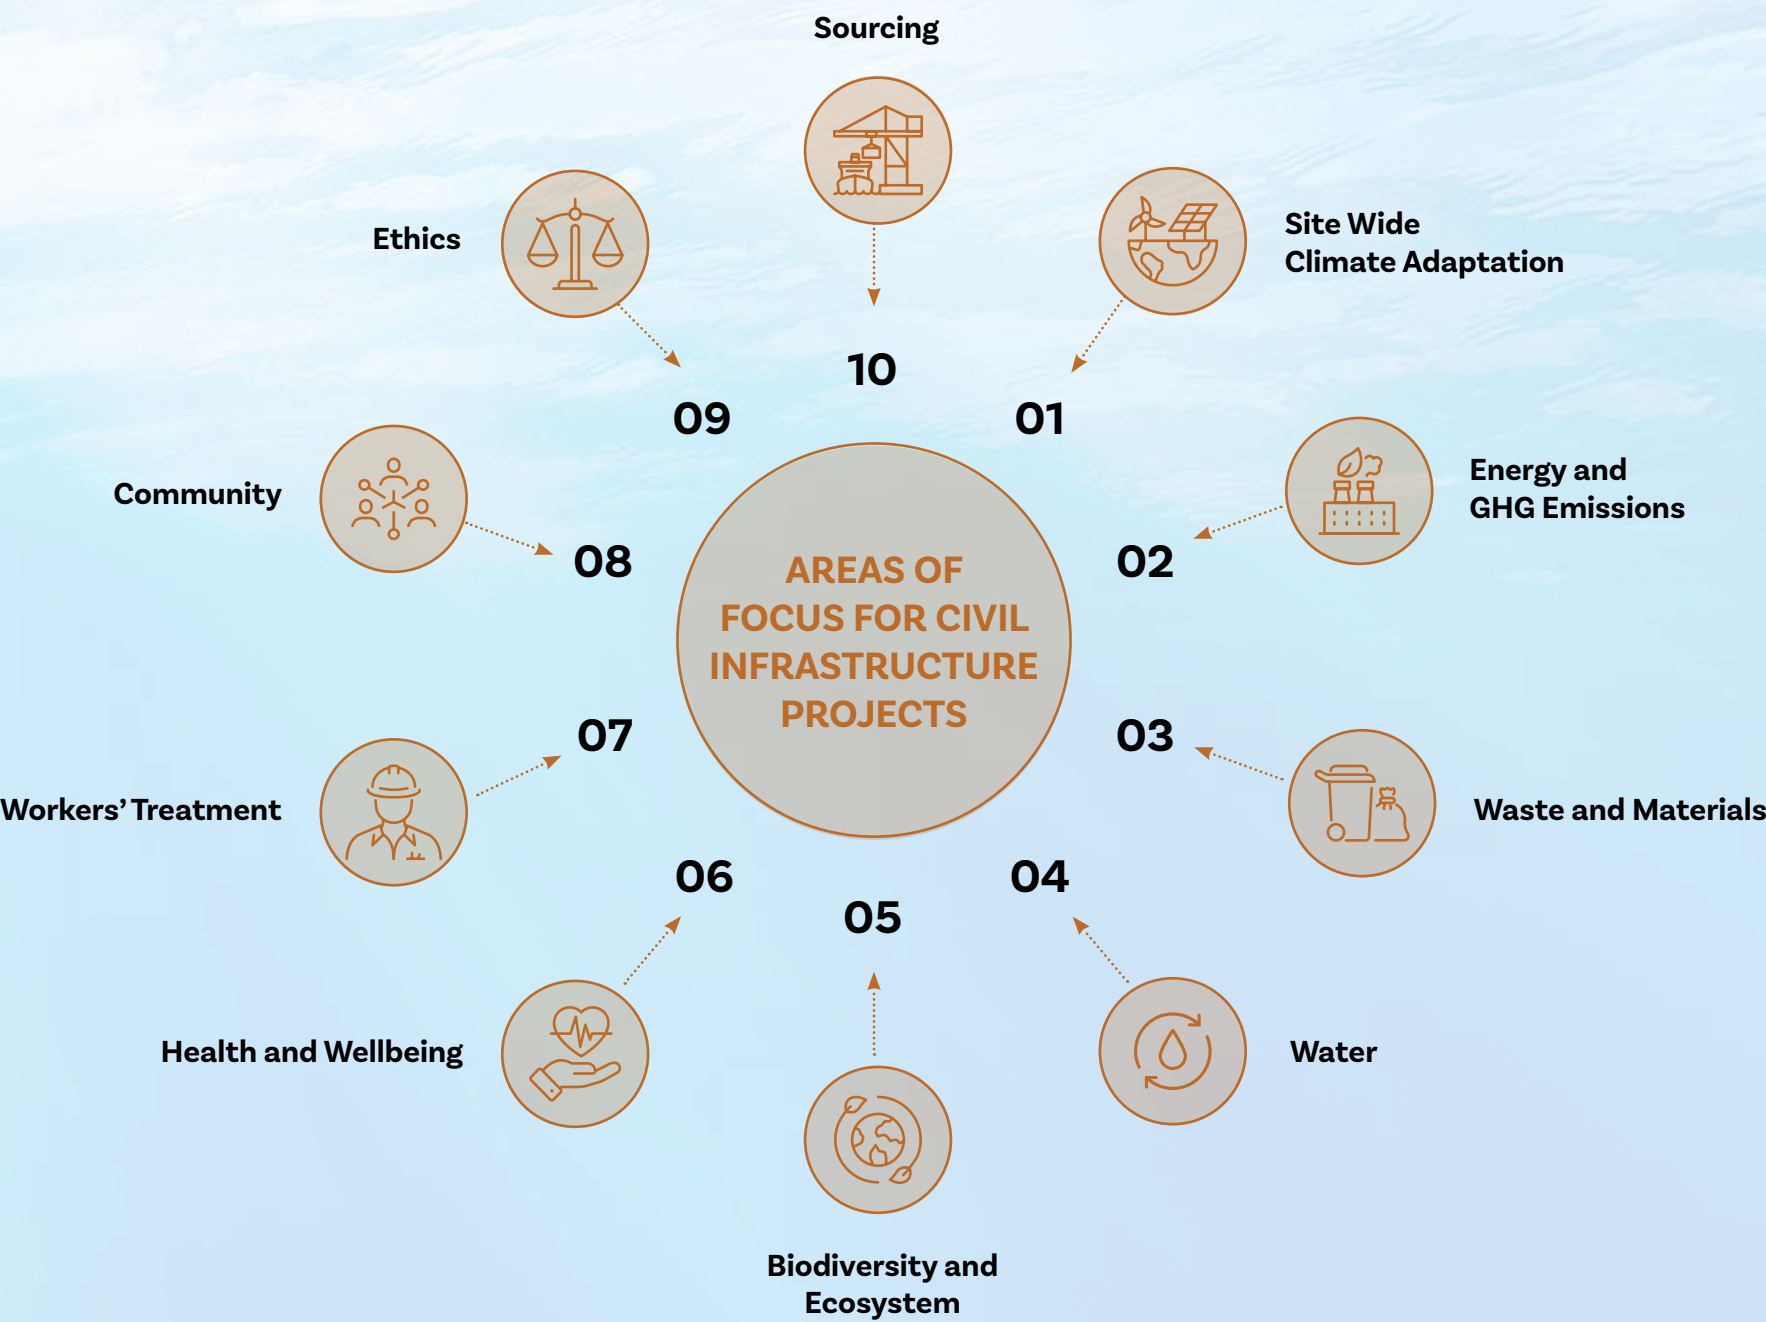 Sourcing
Ethics
Site Wide
Climate Adaptation
10
09
01
Community
Energy and
GHG Emissions
08
02
AREAS OF
FOCUS FOR CIVIL
INFRASTRUCTURE
PROJECTS
07
03
Workers' Treatment
Waste and Materials
06
04
05
Health and Wellbeing
Water
Biodiversity and
Ecosystem